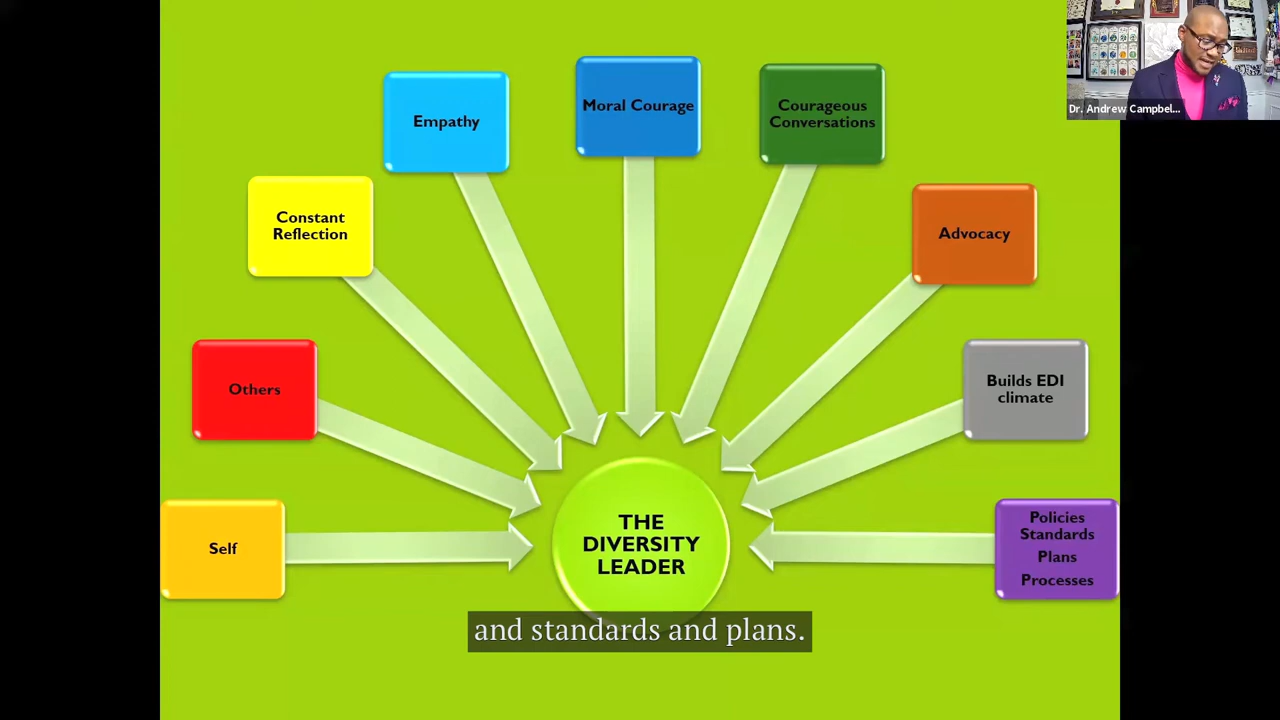 Moral Courage
Courageous
Conversations
Empathy
Dr. Andrew Campbel...
Constant
Reflection
Advocacy
Others
Builds EDI
climate
Self
THE
DIVERSITY
LEADER
Policies
Standards
Plans
Processes
and standards and plans.